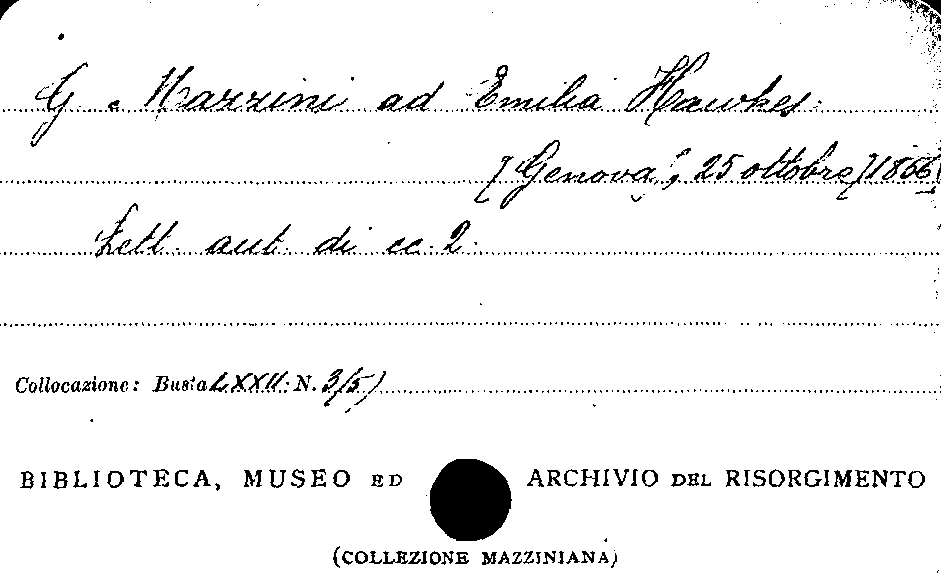 G. Mazzini ad Emilia Hawkes.
[Genova, 25 ottobre] 1856
Lett. aut. di cc. 2.
Collocazione: Busta LXXII: N. 3/5)
BIBLIOTECA, MUSEO ED ARCHIVIO DEL RISORGIMENTO
(COLLEZIONE MAZZINIANA)